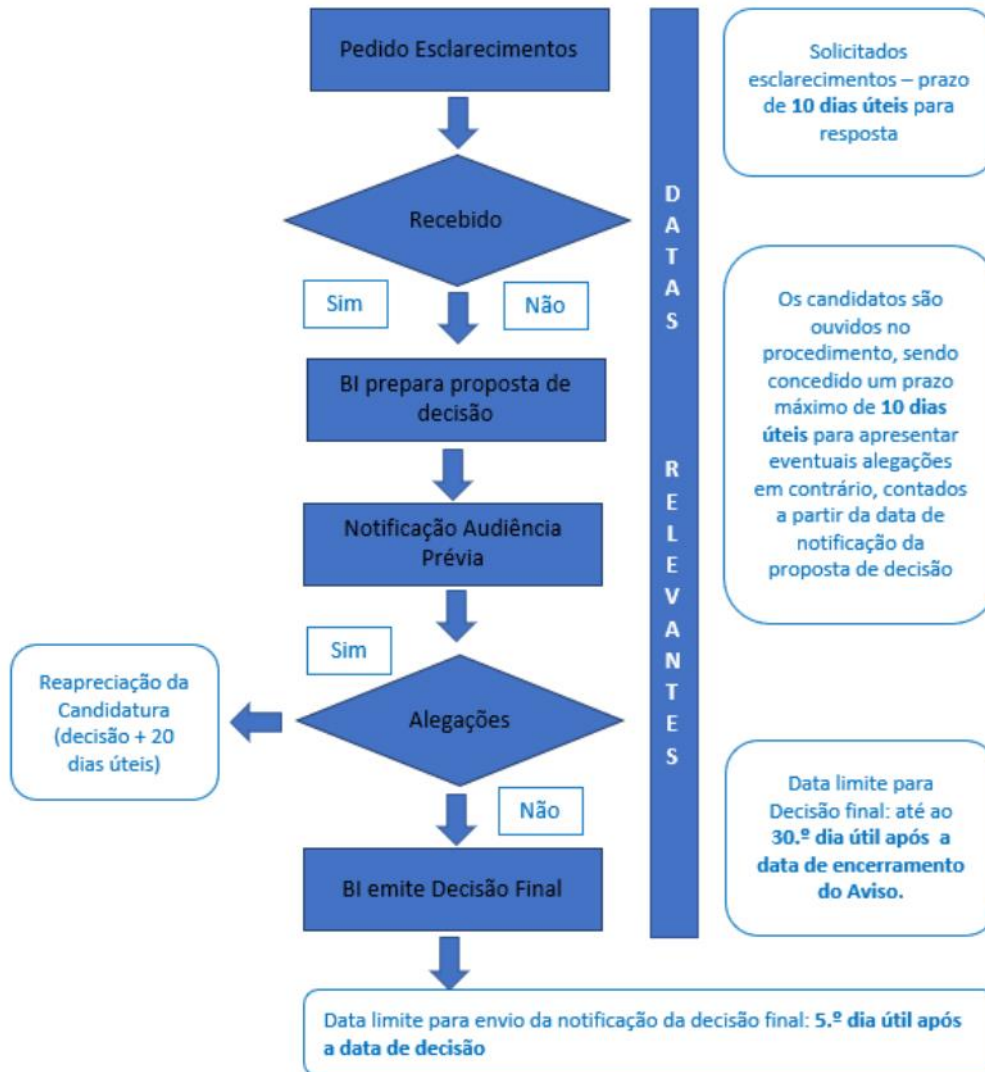 Pedido Esclarecimentos
Solicitados
esclarecimentos – prazo
de 10 dias úteis para
resposta
Recebido
Sim
Não
BI prepara proposta de
decisão
Notificação Audiência
Prévia
Sim
Alegações
Reapreciação da
Candidatura
(decisão + 20
dias úteis)
Não
BI emite Decisão Final
DATAS RELEVANTES
Os candidatos são
ouvidos no
procedimento, sendo
concedido um prazo
máximo de 10 dias
úteis para apresentar
eventuais alegações
em contrário, contados
a partir da data de
notificação da
proposta de decisão
Data limite para
Decisão final: até ao
30.º dia útil após a
data de encerramento
do Aviso.
Data limite para envio da notificação da decisão final: 5.º dia útil após
a data de decisão